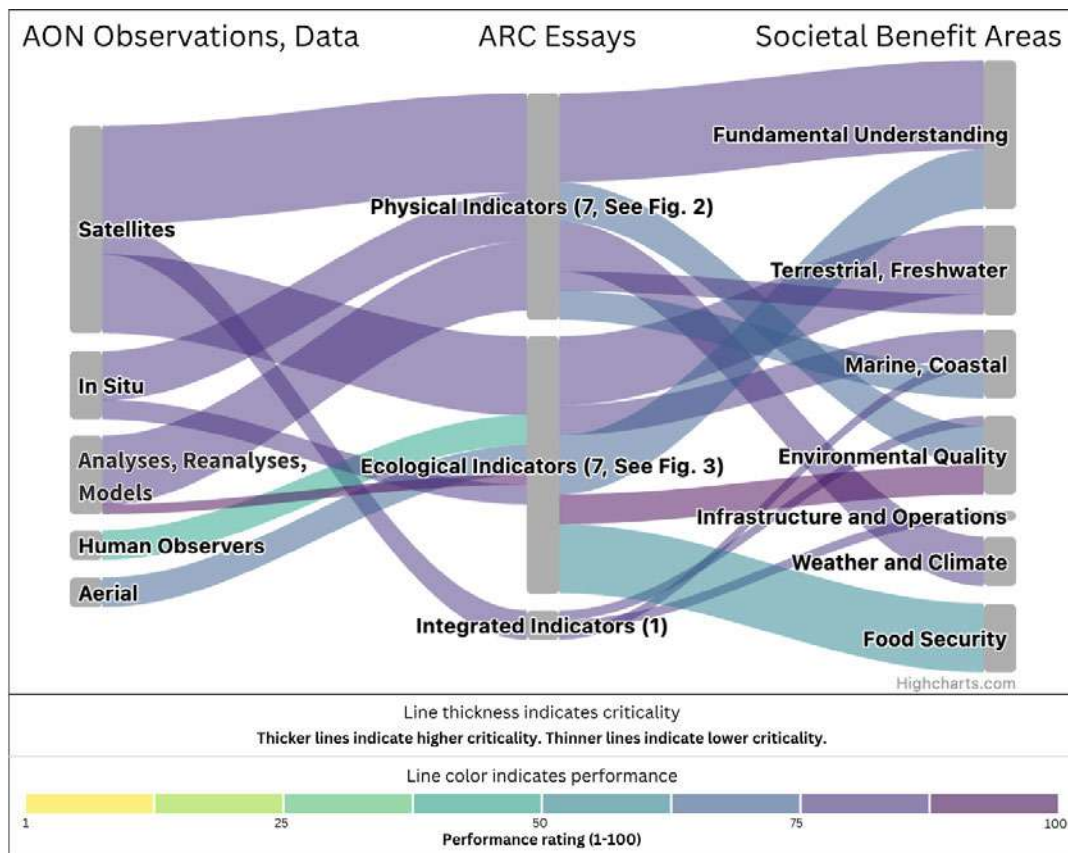 AON Observations, Data
ARC Essays
Societal Benefit Areas
Satellites
In Situ
Analyses, Reanalyses,
Models
Human Observers
Aerial
Physical Indicators (7, See Fig. 2)
Ecological Indicators (7, See Fig. 3)
Integrated Indicators (1)
Fundamental Understanding
Terrestrial, Freshwater
Marine, Coastal
Environmental Quality
Infrastructure and Operations
Weather and Climate
Food Security
Highcharts.com
Line thickness indicates criticality
Thicker lines indicate higher criticality. Thinner lines indicate lower criticality.
Line color indicates performance
1 25 50 75 100
Performance rating (1-100)